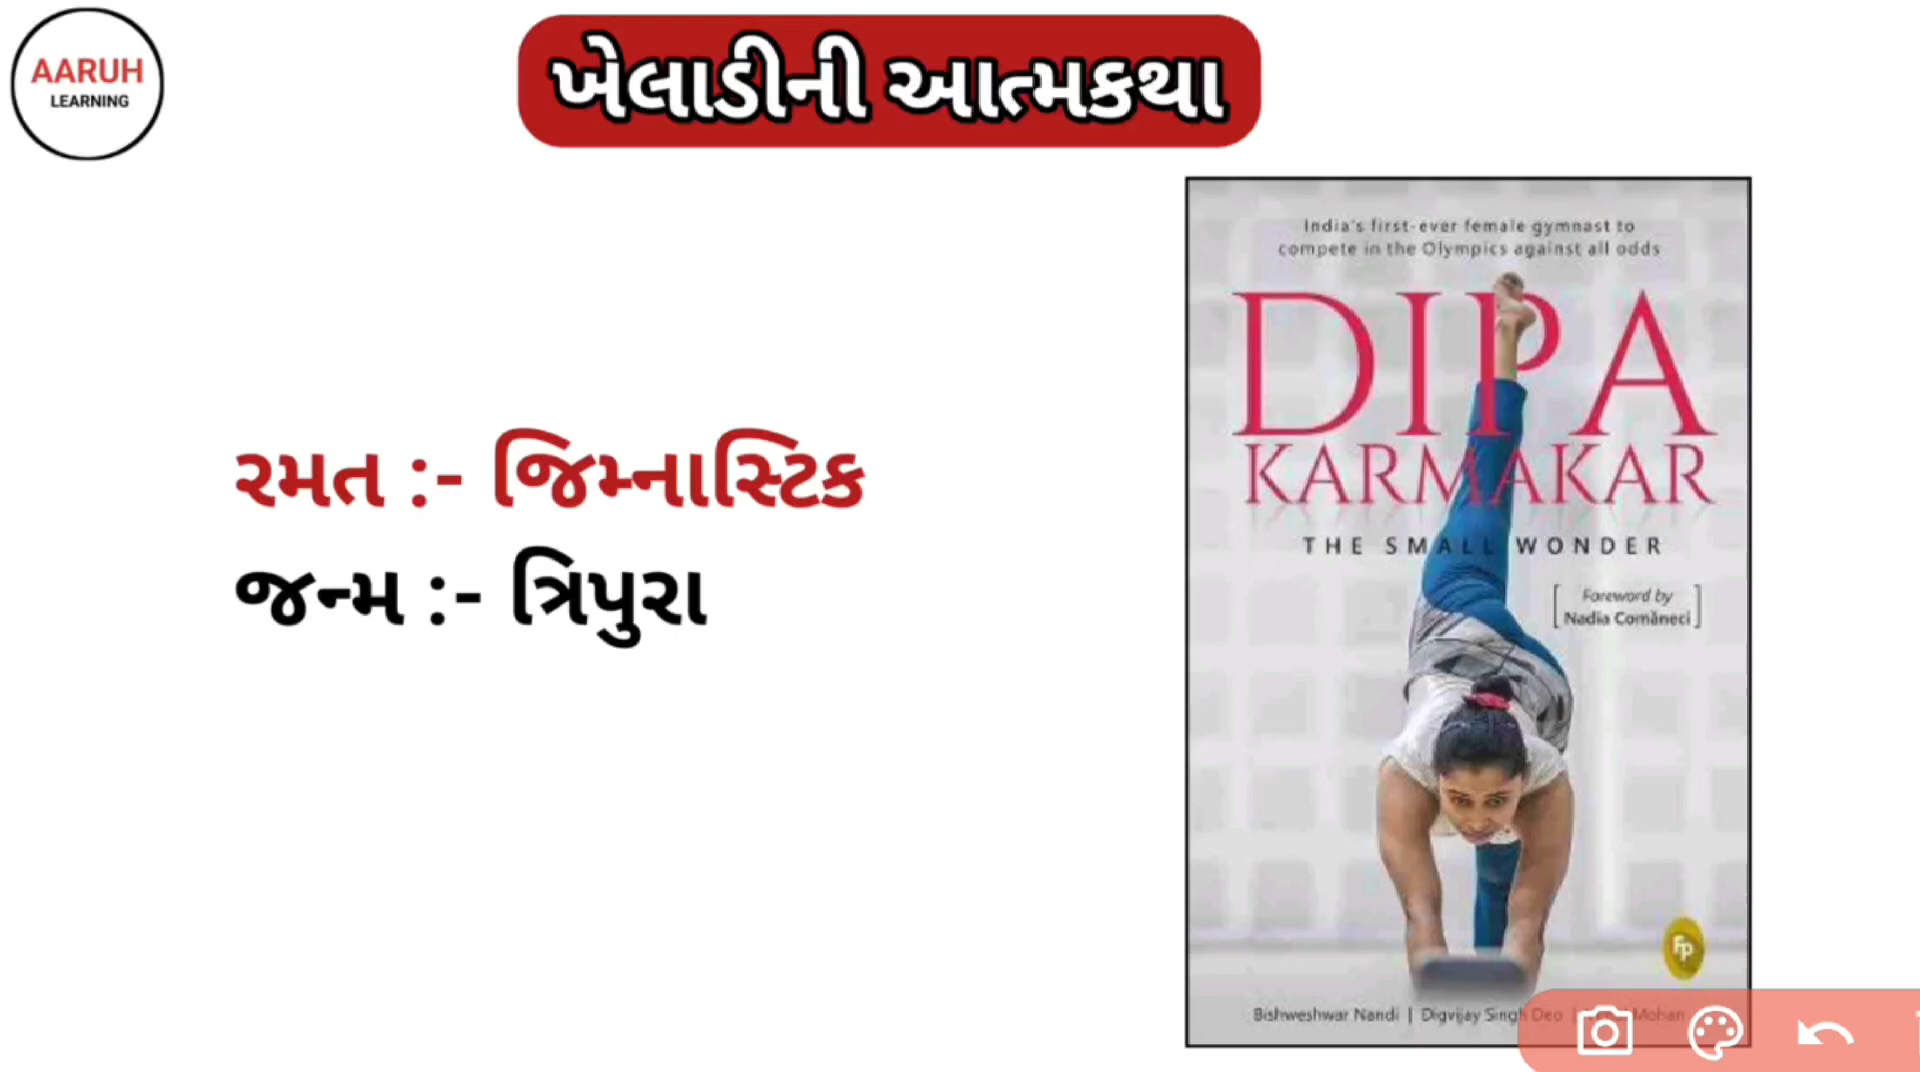 AARUH
LEARNING
ખેલાડીની આત્મકથા
રમત :- જિમ્નાસ્ટિક
જન્મ :- ત્રિપુરા
India's first-ever female gymnast to
compete in the Olympics against all odds
DIPA
KARMAKAR
THE SMALL WONDER
Foreword by
Nadia Comăneci
Fp
Bishweshwar Nandi | Digvijay Singh Deo | Mohan